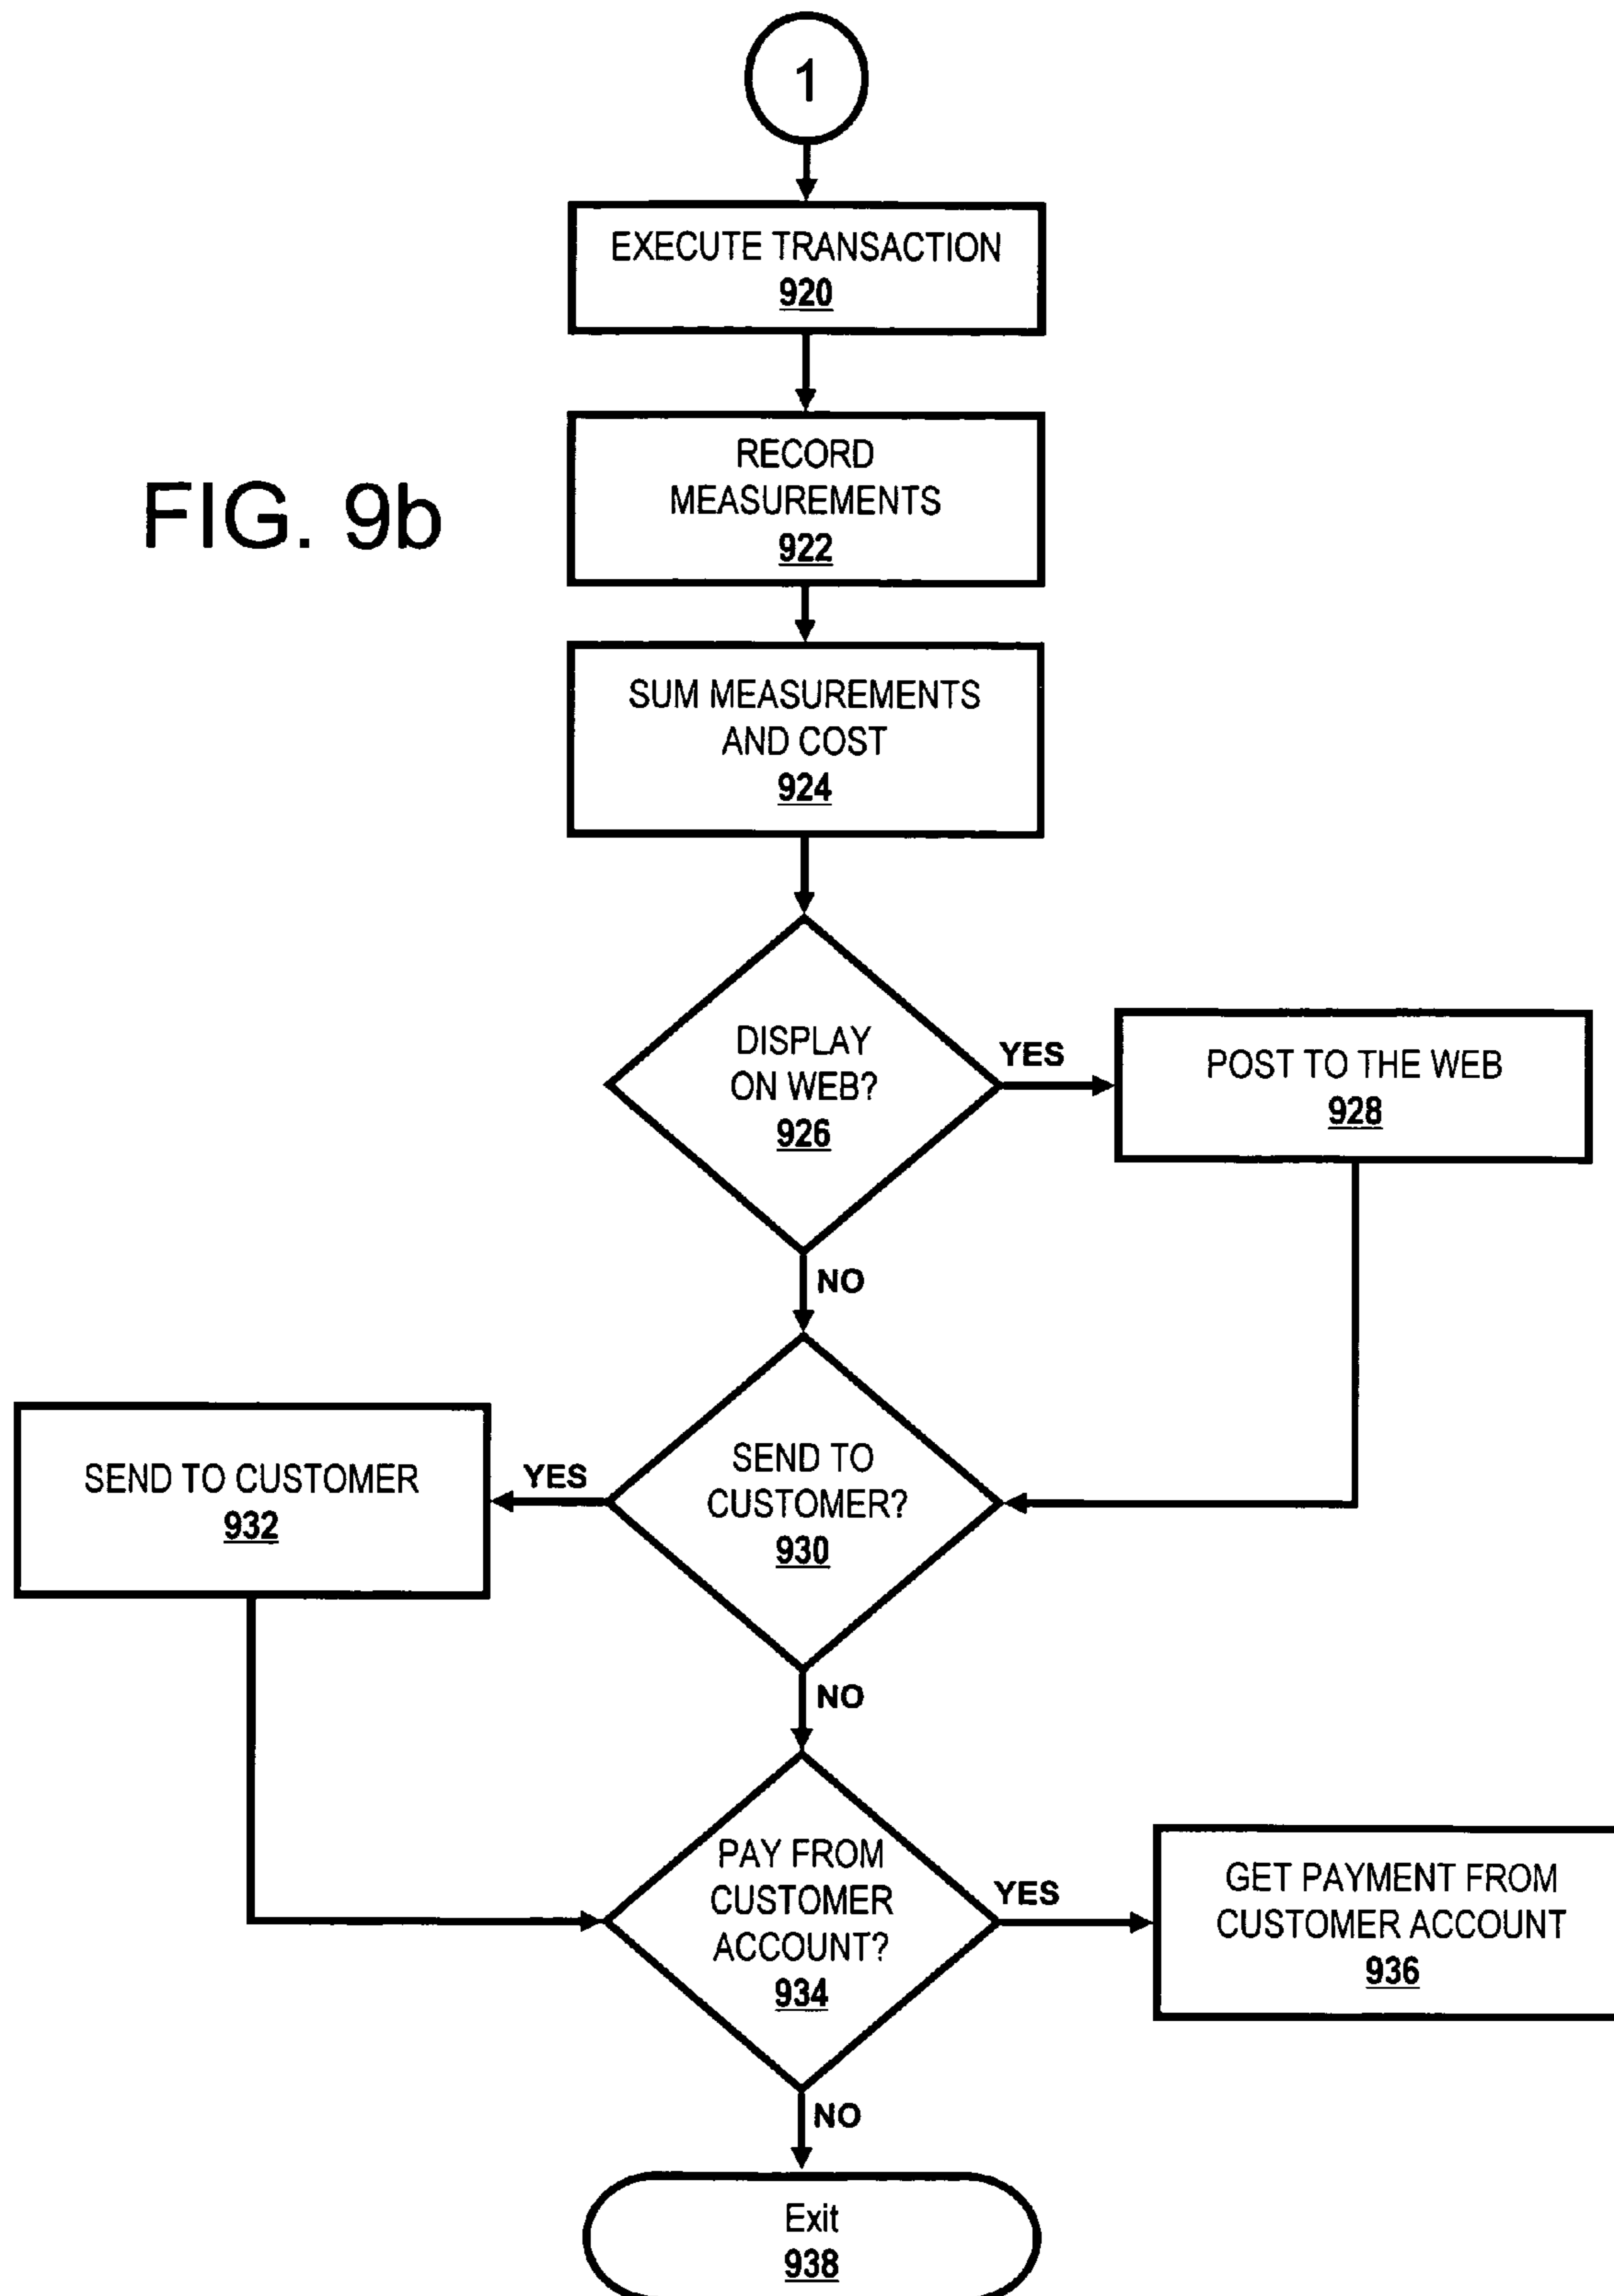 1
EXECUTE TRANSACTION
920
RECORD
MEASUREMENTS
922
FIG. 9b
SUM MEASUREMENTS
AND COST
924
DISPLAY
ON WEB?
926
YES
POST TO THE WEB
928
NO
SEND TO
CUSTOMER?
930
YES
SEND TO CUSTOMER
932
NO
PAY FROM
CUSTOMER
ACCOUNT?
934
YES
GET PAYMENT FROM
CUSTOMER ACCOUNT
936
NO
Exit
938